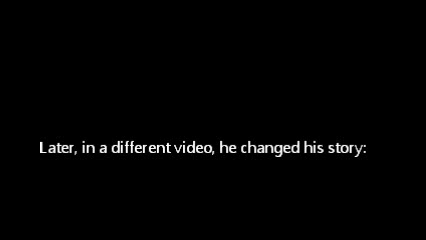 Later, in a different video, he changed his story: